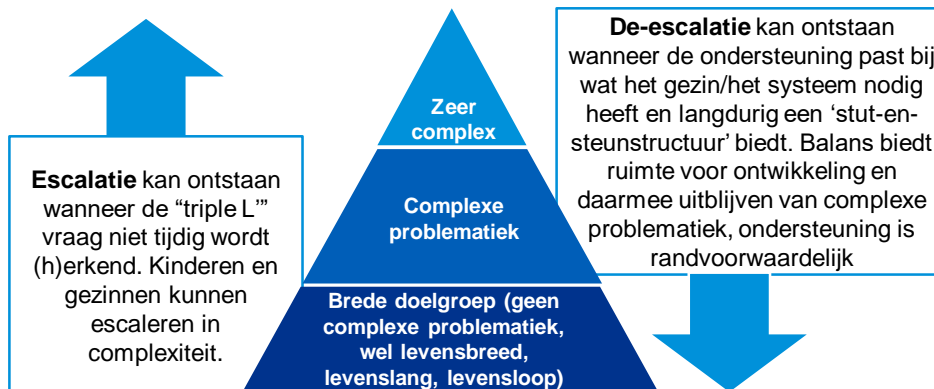 Escalatie kan ontstaan
wanneer de “triple L’”
vraag niet tijdig wordt
(h)erkend. Kinderen en
gezinnen kunnen
escaleren in
complexiteit.
Zeer
complex
Complexe
problematiek
Brede doelgroep (geen
complexe problematiek,
wel levensbreed,
levenslang, levensloop)
De-escalatie kan ontstaan
wanneer de ondersteuning past bij
wat het gezin/het systeem nodig
heeft en langdurig een ‘stut-en-
steunstructuur’ biedt. Balans biedt
ruimte voor ontwikkeling en
daarmee uitblijven van complexe
problematiek, ondersteuning is
randvoorwaardelijk